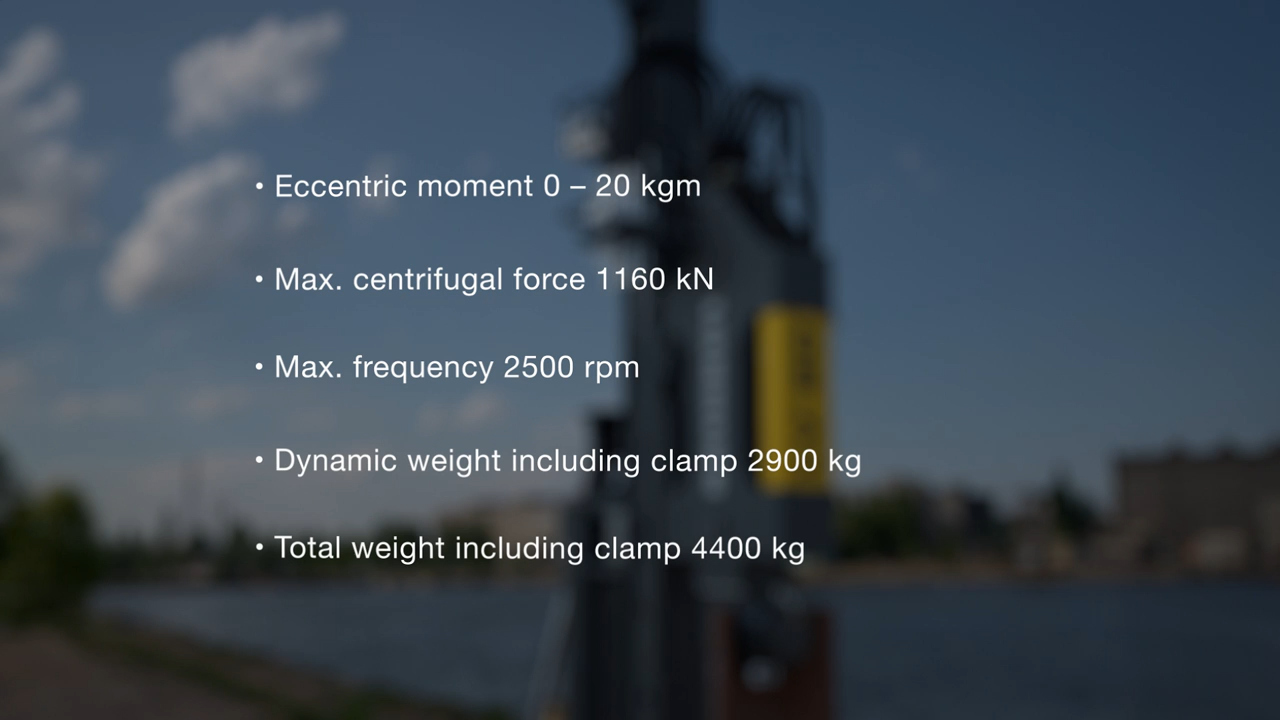 • Eccentric moment 0 – 20 kgm
• Max. centrifugal force 1160 kN
• Max. frequency 2500 rpm
• Dynamic weight including clamp 2900 kg
• Total weight including clamp 4400 kg